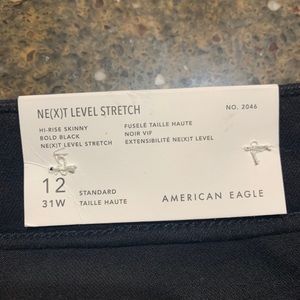 NE(X)T LEVEL STRETCH
NO. 2046
HI-RISE SKINNY
BOLD BLACK
NE(X)T LEVEL STRETCH
FUSELÉ TAILLE HAUTE
NOIR VIF
EXTENSIBILITÉ NE(X)T LEVEL
12
31W
STANDARD
TAILLE HAUTE
AMERICAN EAGLE